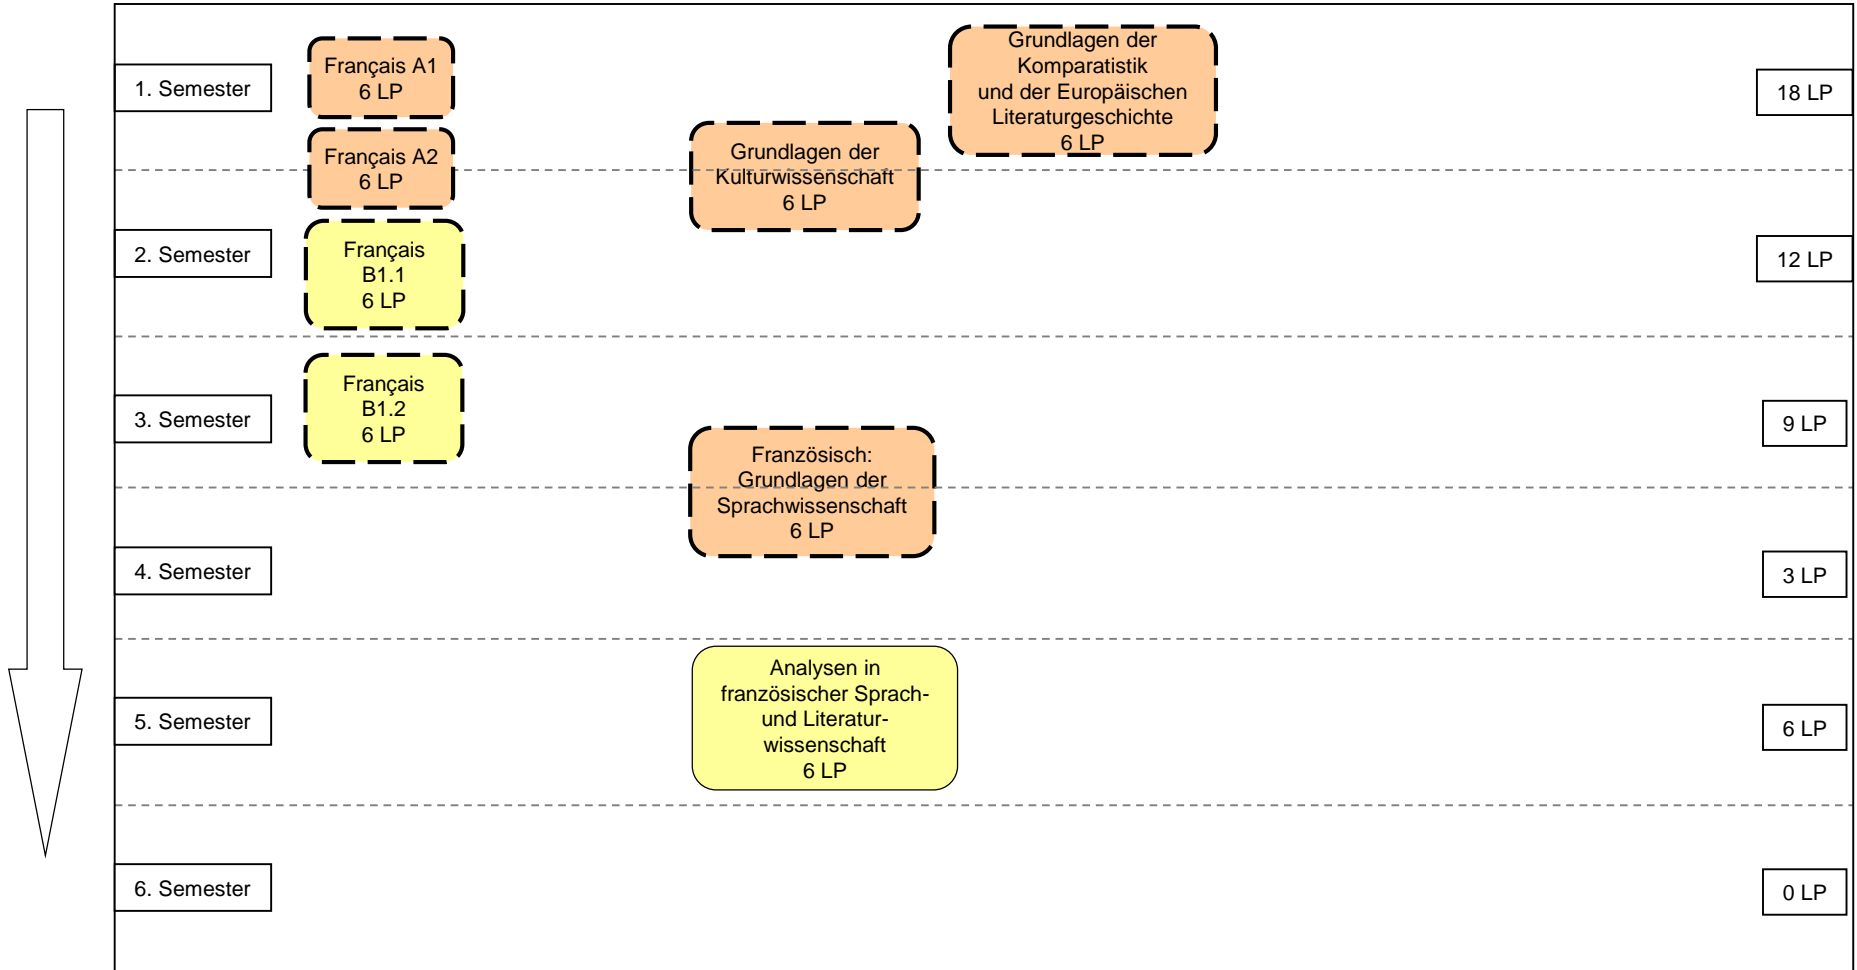 1. Semester
Français A1
6 LP
Grundlagen der
Komparatistik
und der Europäischen
Literaturgeschichte
6 LP
18 LP
Français A2
6 LP
Grundlagen der
Kulturwissenschaft
6 LP
2. Semester
Français
B1.1
6 LP
12 LP
3. Semester
Français
B1.2
6 LP
9 LP
Französisch:
Grundlagen der
Sprachwissenschaft
6 LP
4. Semester
3 LP
5. Semester
Analysen in
französischer Sprach-
und Literatur-
wissenschaft
6 LP
6 LP
6. Semester
0 LP